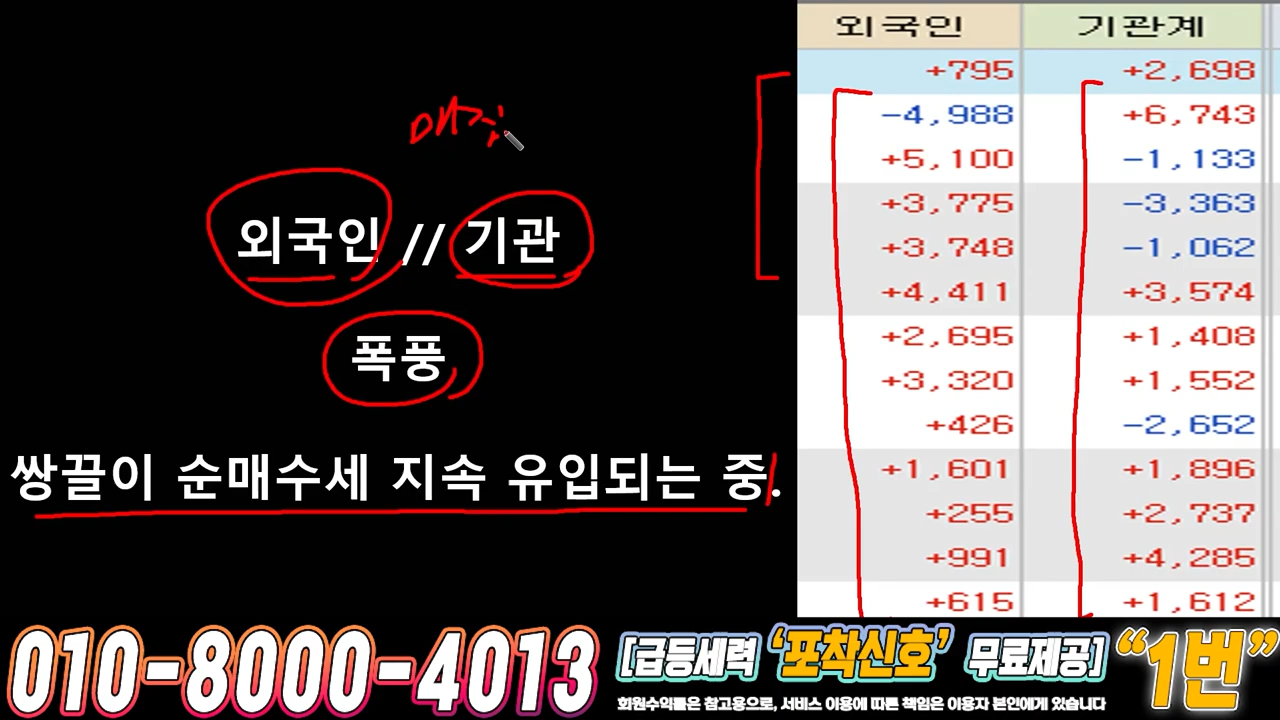 외국인 // 기관
폭풍
쌍끌이 순매수세 지속 유입되는 중.
외국인 기관계
+795 +2,698
-4,988 +6,743
+5,100 -1,133
+3,775 -3,363
+3,748 -1,062
+4,411 +3,574
+2,695 +1,408
+3,320 +1,552
+426 -2,652
+1,601 +1,896
+255 +2,737
+991 +4,285
+615 +1,612
010-8000-4013 [급등세력 ‘포착신호’ 무료제공] “1번”
회원수익률은 참고용으로, 서비스 이용에 따른 책임은 이용자 본인에게 있습니다